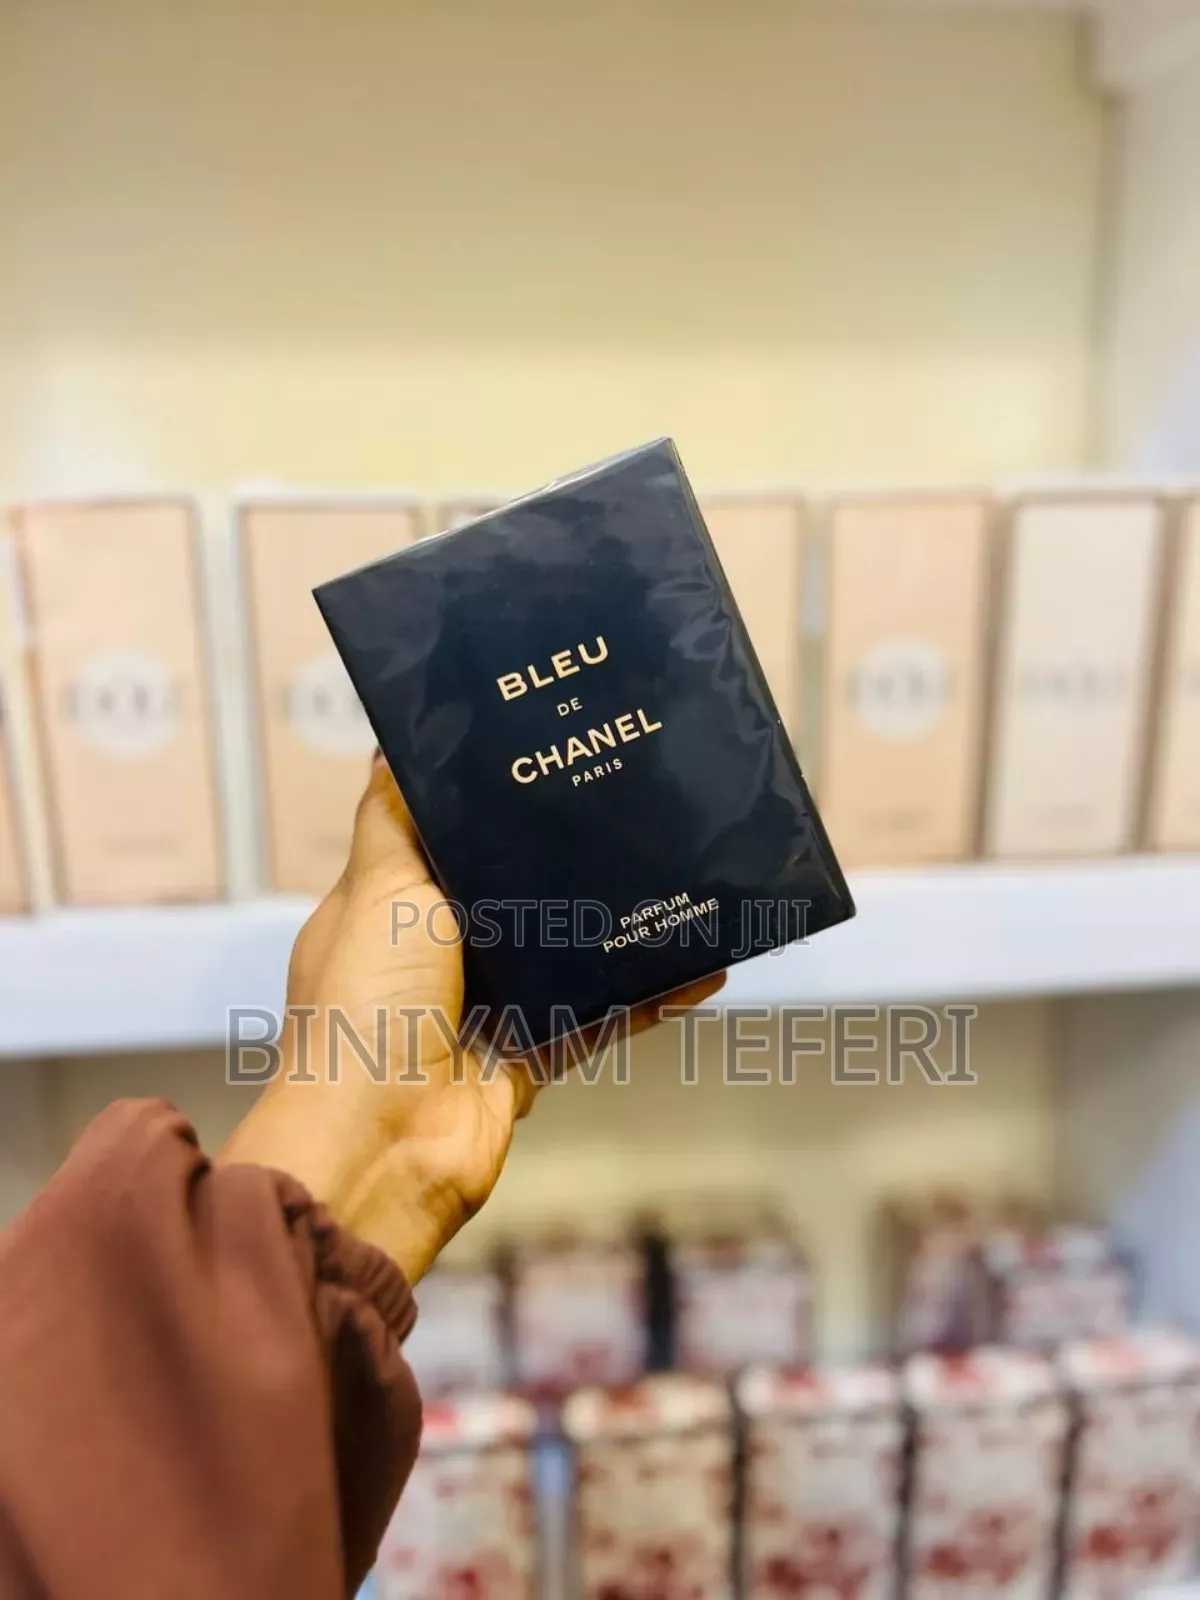 BLEU
DE
CHANEL
PARIS
PARFUM
POUR HOMME
POSTED ON JIJI
BINIYAM TEFERI